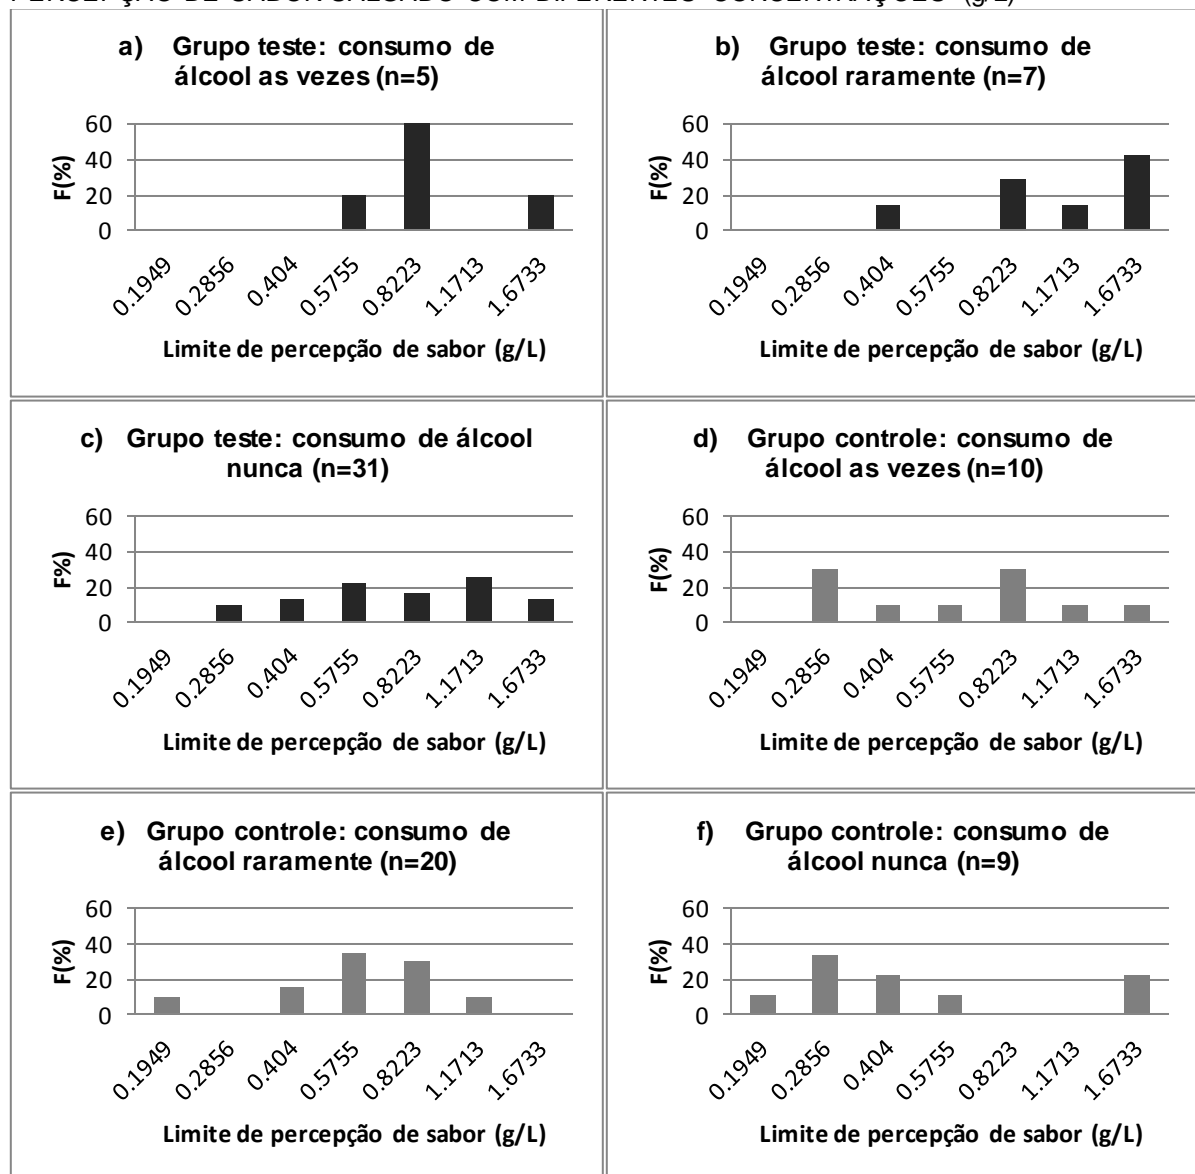 PERCEPÇÃO DE SABOR SALGADO COM DIFERENTES CONCENTRAÇÕES (g/L)
a) Grupo teste: consumo de
álcool as vezes (n=5)
F(%)
60
40
20
0
0.1949
0.2856
0.404
0.5755
0.8223
1.1713
1.6733
Limite de percepção de sabor (g/L)
b) Grupo teste: consumo de
álcool raramente (n=7)
F(%)
60
40
20
0
0.1949
0.2856
0.404
0.5755
0.8223
1.1713
1.6733
Limite de percepção de sabor (g/L)
c) Grupo teste: consumo de álcool
nunca (n=31)
F%)
60
40
20
0
0.1949
0.2856
0.404
0.5755
0.8223
1.1713
1.6733
Limite de percepção de sabor (g/L)
d) Grupo controle: consumo de
álcool as vezes (n=10)
F(%)
60
40
20
0
0.1949
0.2856
0.404
0.5755
0.8223
1.1713
1.6733
Limite de percepção de sabor (g/L)
e) Grupo controle: consumo de
álcool raramente (n=20)
F(%)
60
40
20
0
0.1949
0.2856
0.404
0.5755
0.8223
1.1713
1.6733
Limite de percepção de sabor (g/L)
f) Grupo controle: consumo de
álcool nunca (n=9)
F(%)
60
40
20
0
0.1949
0.2856
0.404
0.5755
0.8223
1.1713
1.6733
Limite de percepção de sabor (g/L)